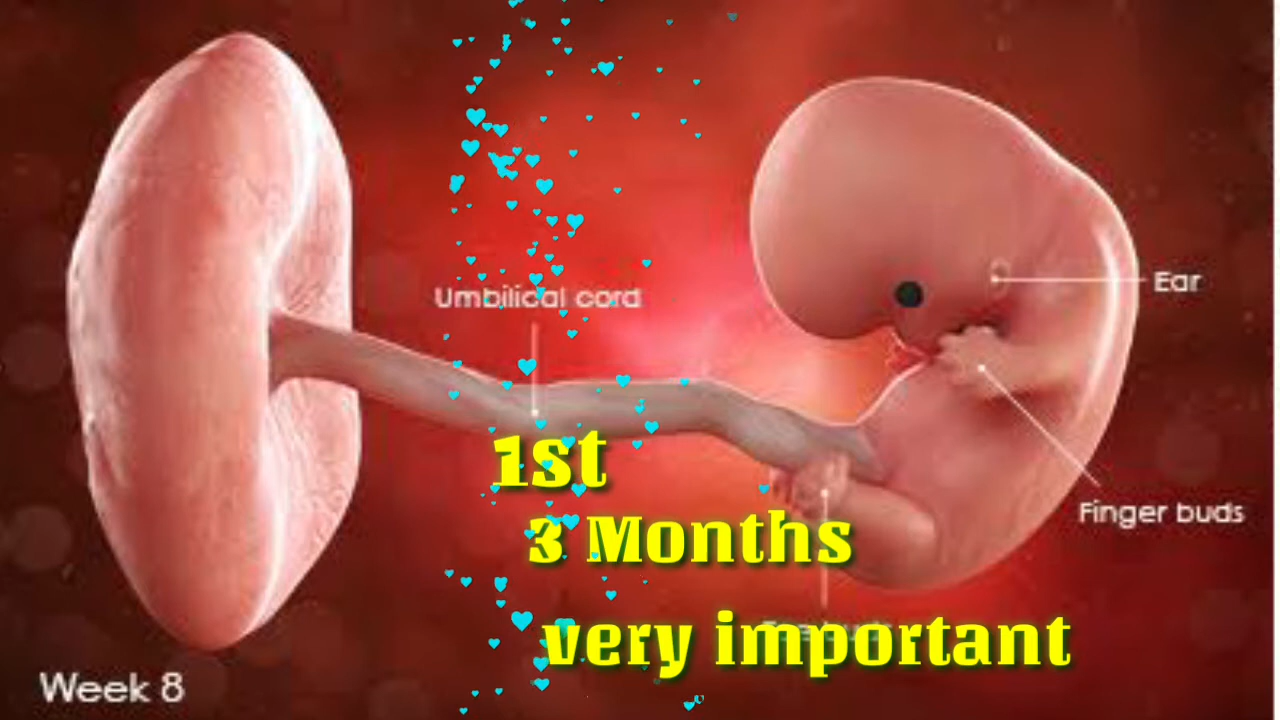 Umbilical cord
Ear
1st
3 Months
Finger buds
very important
Week 8